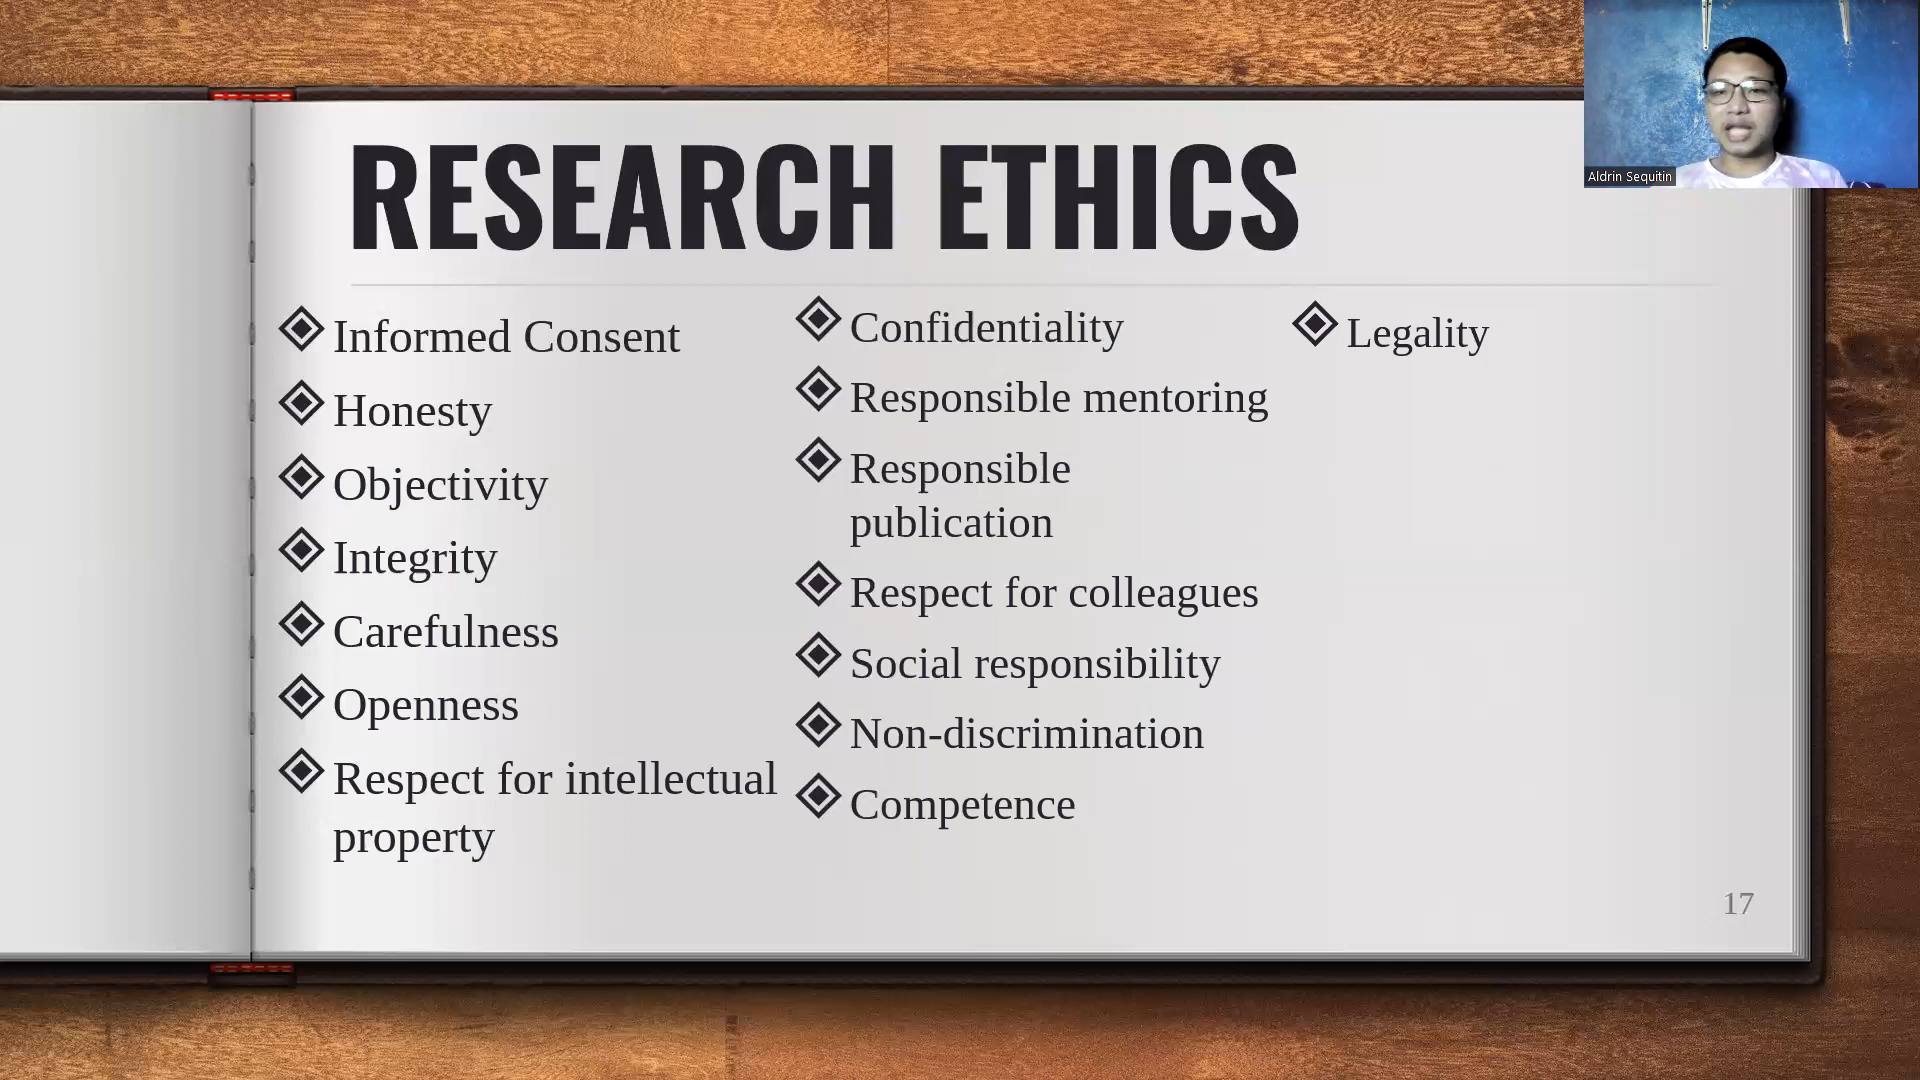 RESEARCH ETHICS
Informed Consent
Honesty
Objectivity
Integrity
Carefulness
Openness
Respect for intellectual
property
Confidentiality
Responsible mentoring
Responsible
publication
Respect for colleagues
Social responsibility
Non-discrimination
Competence
Legality
17
Aldrin Sequitin